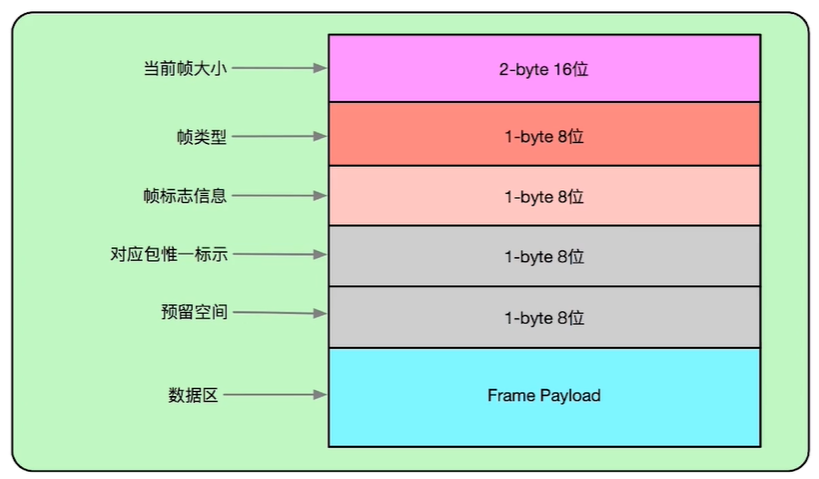 当前帧大小
2-byte 16位
帧类型
1-byte 8位
帧标志信息
1-byte 8位
对应包惟一标示
1-byte 8位
预留空间
1-byte 8位
数据区
Frame Payload